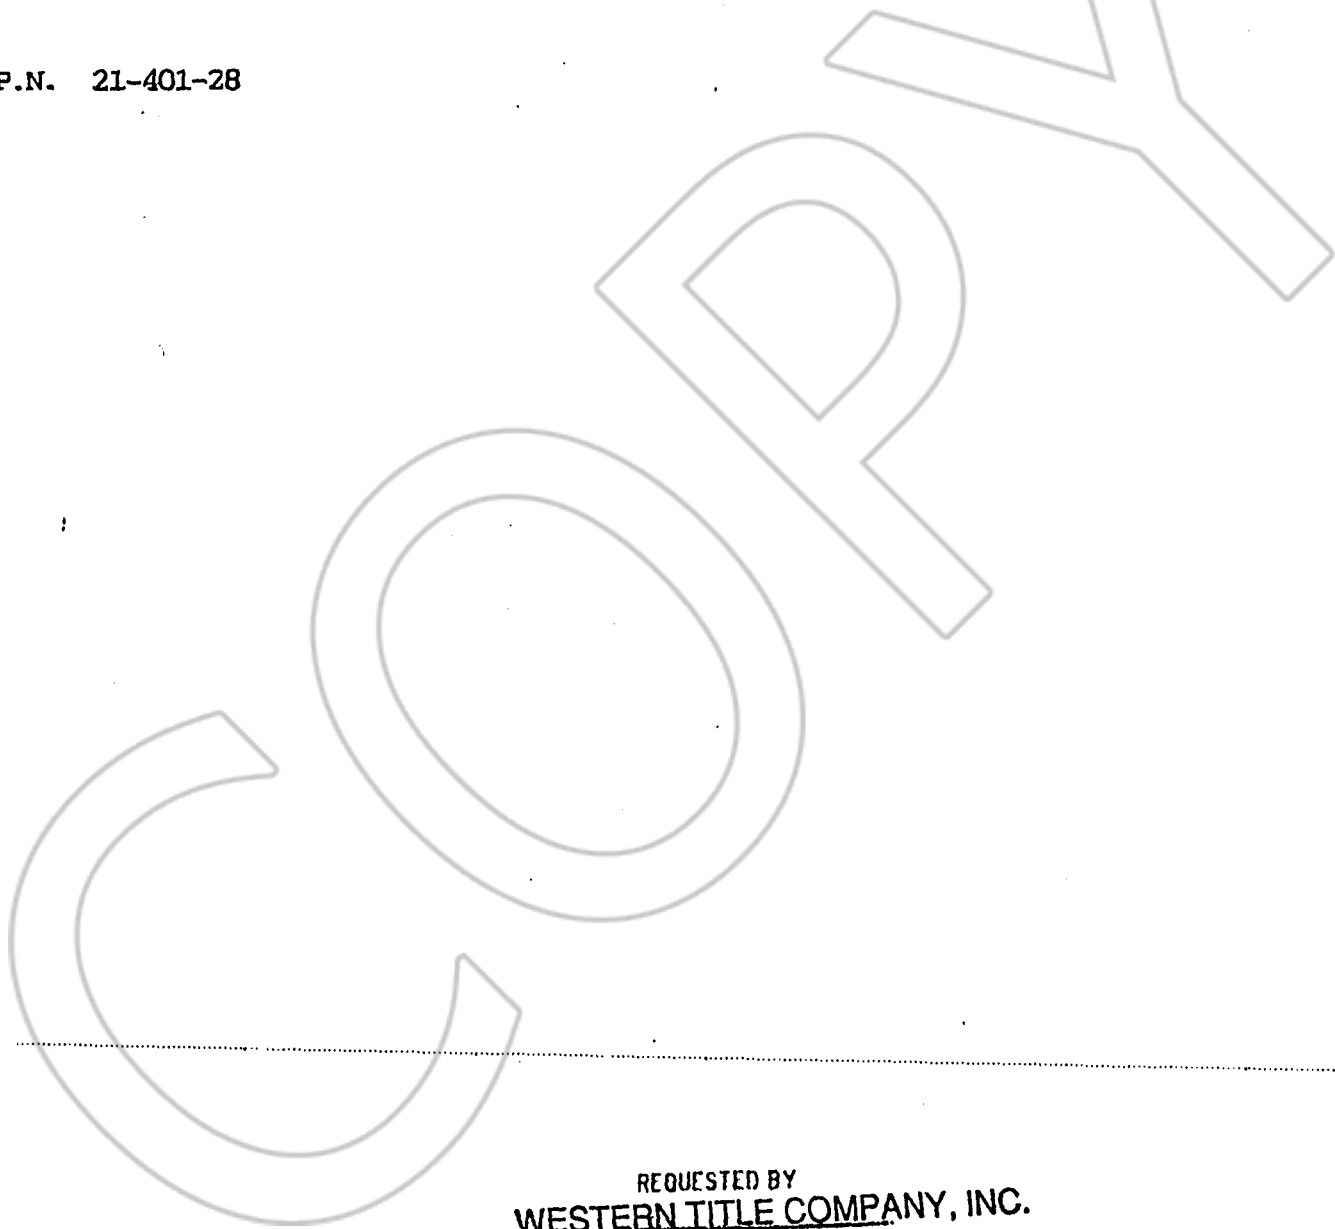 P.N. 21-401-28
COPY
REQUESTED BY
WESTERN TITLE COMPANY, INC.